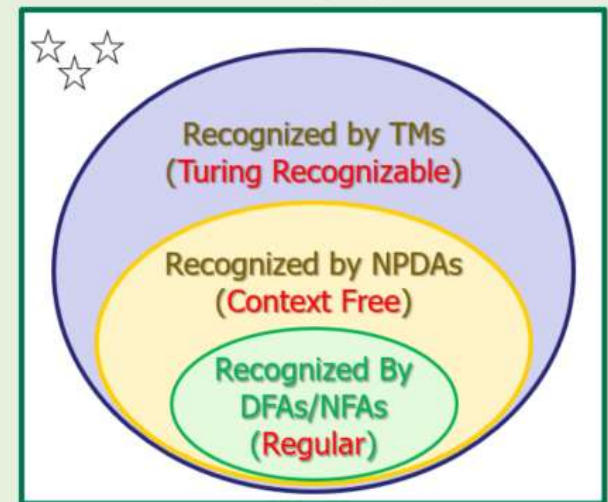 Recognized by TMs
(Turing Recognizable)
Recognized by NPDAs
(Context Free)
Recognized By
DFAs/NFAs
(Regular)